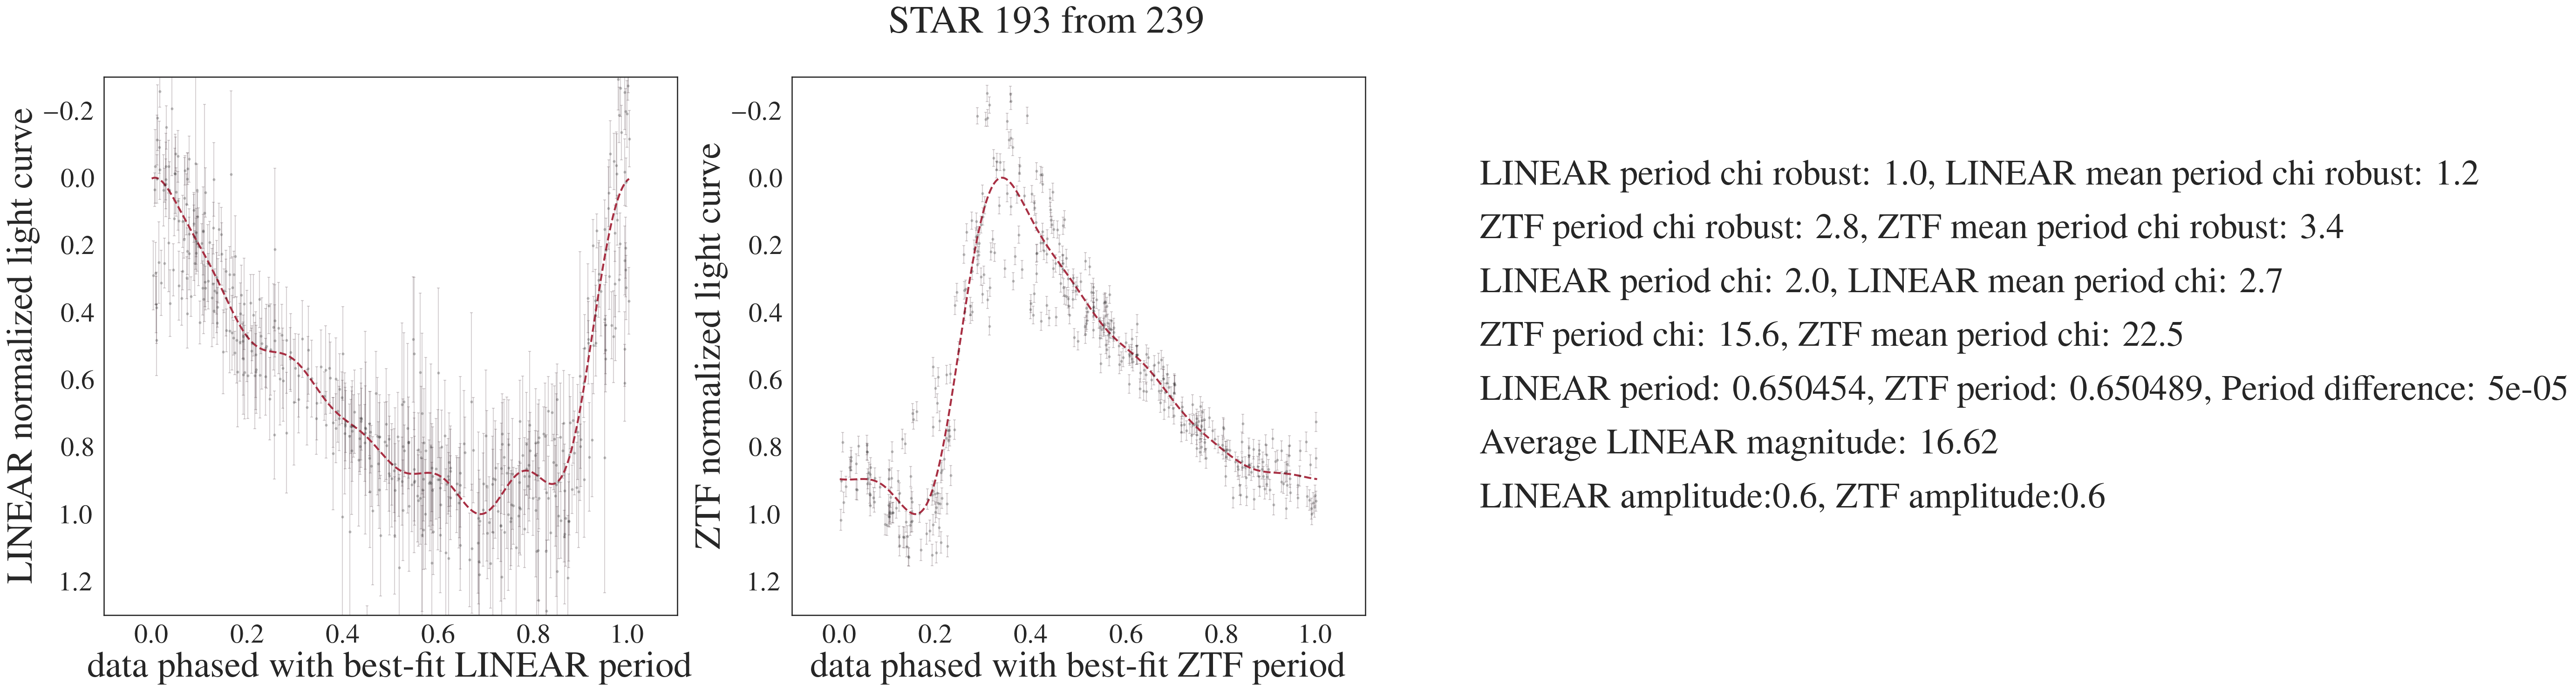 STAR 193 from 239
LINEAR normalized light curve
−0.2
0.0
0.2
0.4
0.6
0.8
1.0
1.2
0.0 0.2 0.4 0.6 0.8 1.0
data phased with best-fit LINEAR period
ZTF normalized light curve
−0.2
0.0
0.2
0.4
0.6
0.8
1.0
1.2
0.0 0.2 0.4 0.6 0.8 1.0
data phased with best-fit ZTF period
LINEAR period chi robust: 1.0, LINEAR mean period chi robust: 1.2
ZTF period chi robust: 2.8, ZTF mean period chi robust: 3.4
LINEAR period chi: 2.0, LINEAR mean period chi: 2.7
ZTF period chi: 15.6, ZTF mean period chi: 22.5
LINEAR period: 0.650454, ZTF period: 0.650489, Period difference: 5e-05
Average LINEAR magnitude: 16.62
LINEAR amplitude:0.6, ZTF amplitude:0.6